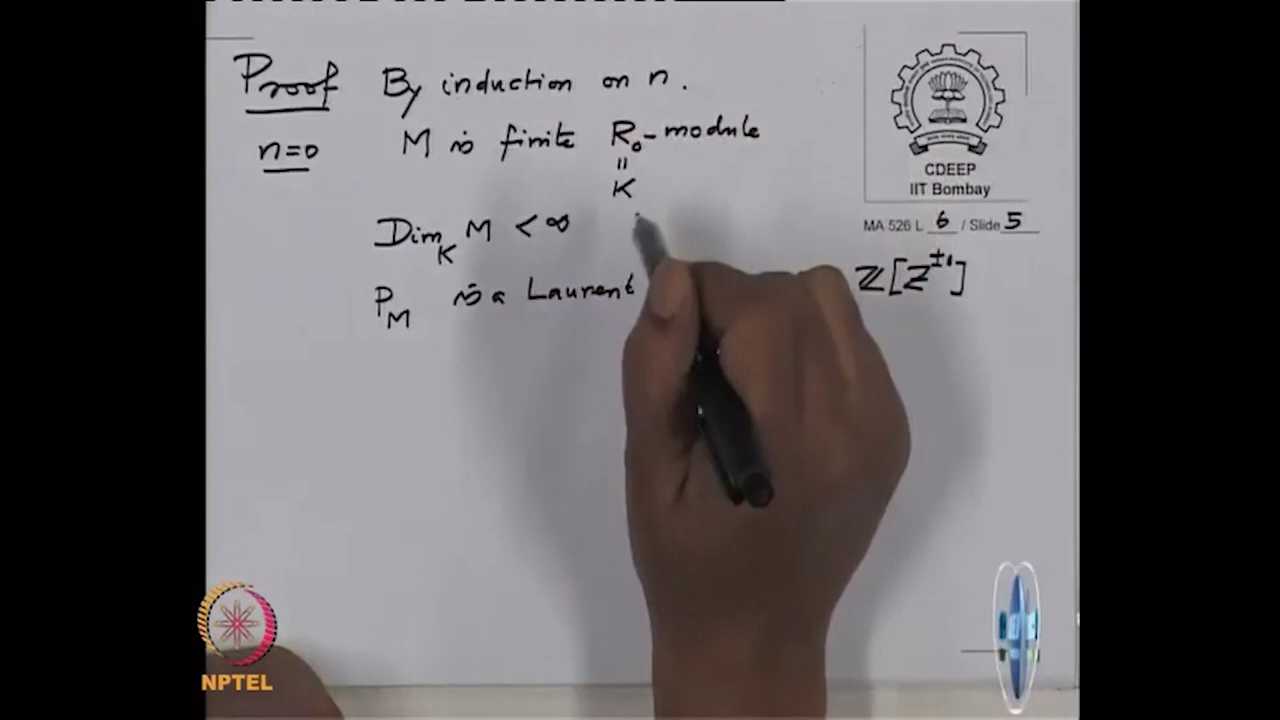 Proof By induction on n.
n=0 M is finite R₀-module
=
K
Dim_K M < ∞
P_M is a Laurent ℤ[Z^{±1}]
CDEEP
IIT Bombay
MA 526 L 6 / Slide 5
NPTEL